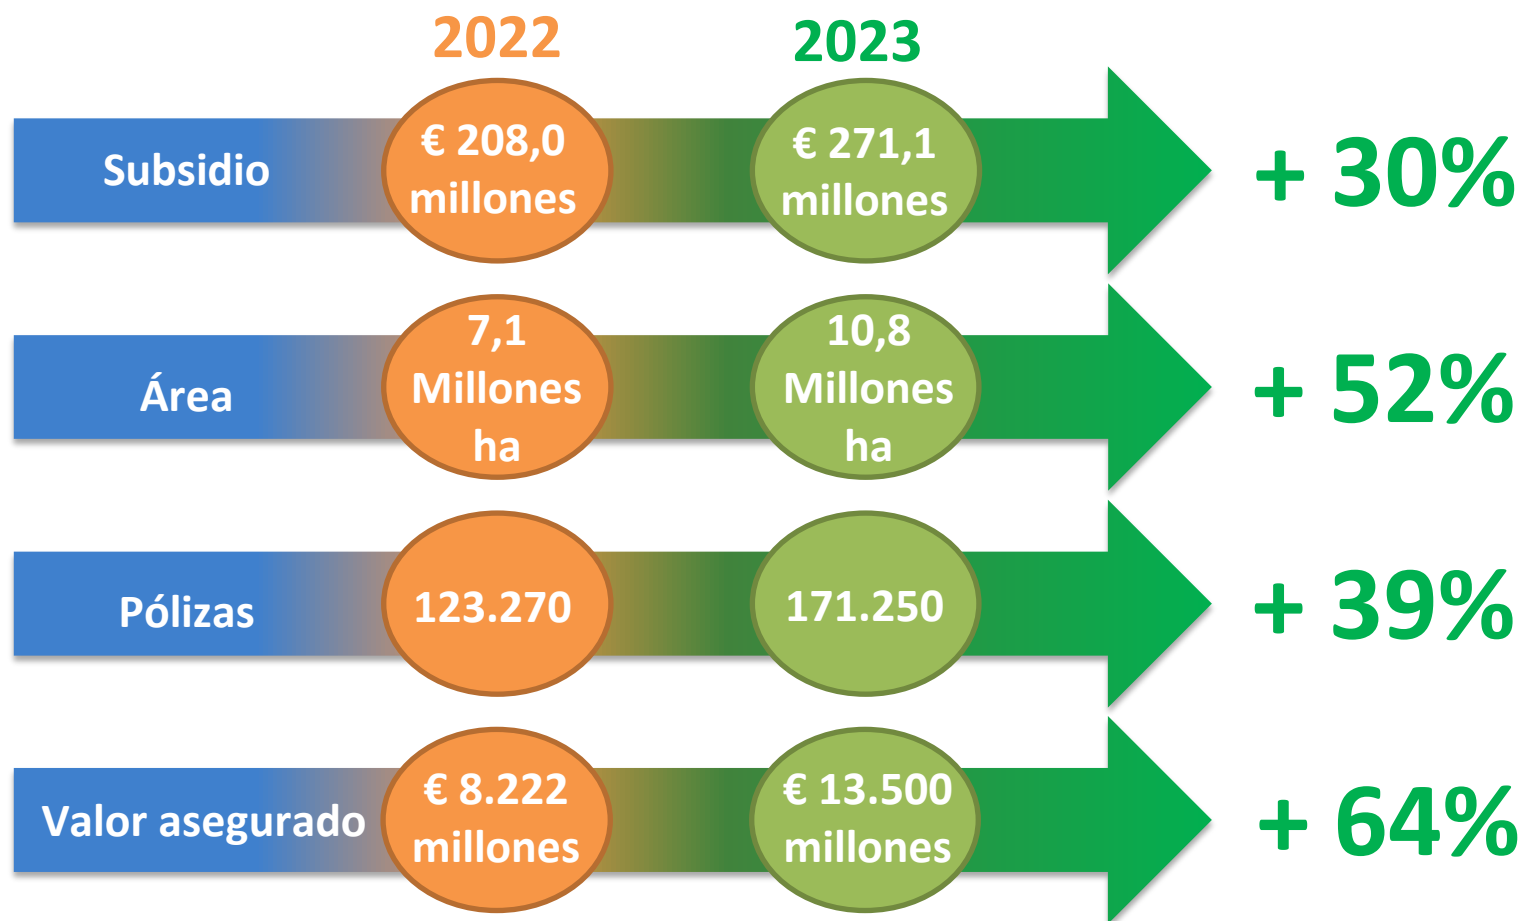 2022
2023
Subsidio
€ 208,0
millones
€ 271,1
millones
+ 30%
Área
7,1
Millones
ha
10,8
Millones
ha
+ 52%
Pólizas
123.270
171.250
+ 39%
Valor asegurado
€ 8.222
millones
€ 13.500
millones
+ 64%